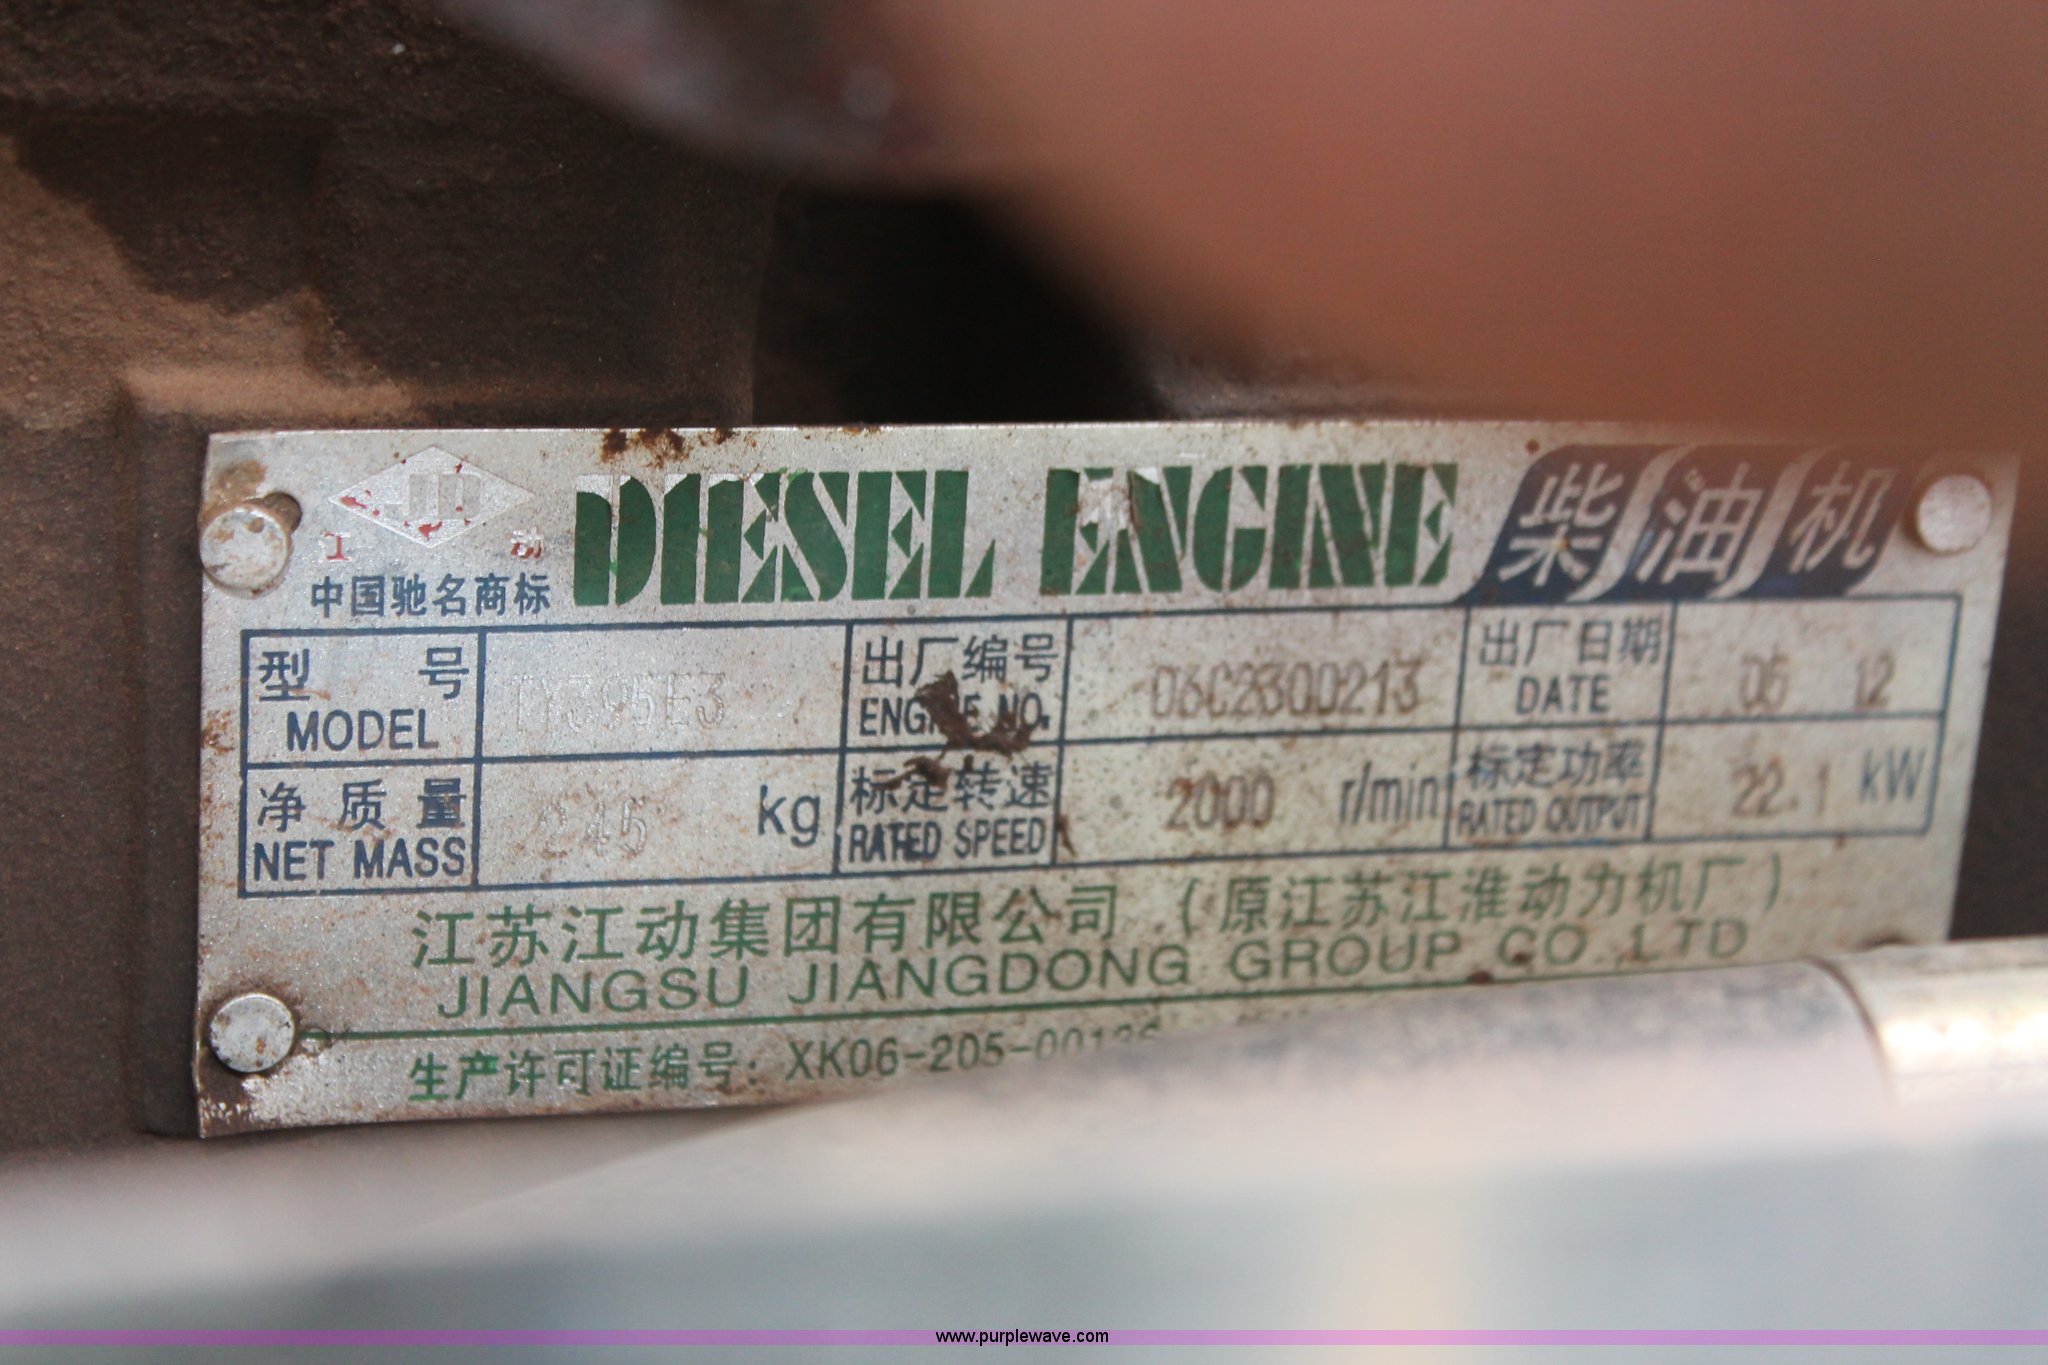 JD
江 动
中国驰名商标
DIESEL ENGINE 柴油机
型 号 MODEL TY395E3 出厂编号 ENGINE NO. 06C2300213 出厂日期 DATE 05 12
净质量 NET MASS 245 kg 标定转速 RATED SPEED 2000 r/min 标定功率 RATED OUTPUT 22.1 kW
江苏江动集团有限公司（原江苏江淮动力机厂）
JIANGSU JIANGDONG GROUP CO.,LTD
生产许可证编号: XK06-205-
www.purplewave.com